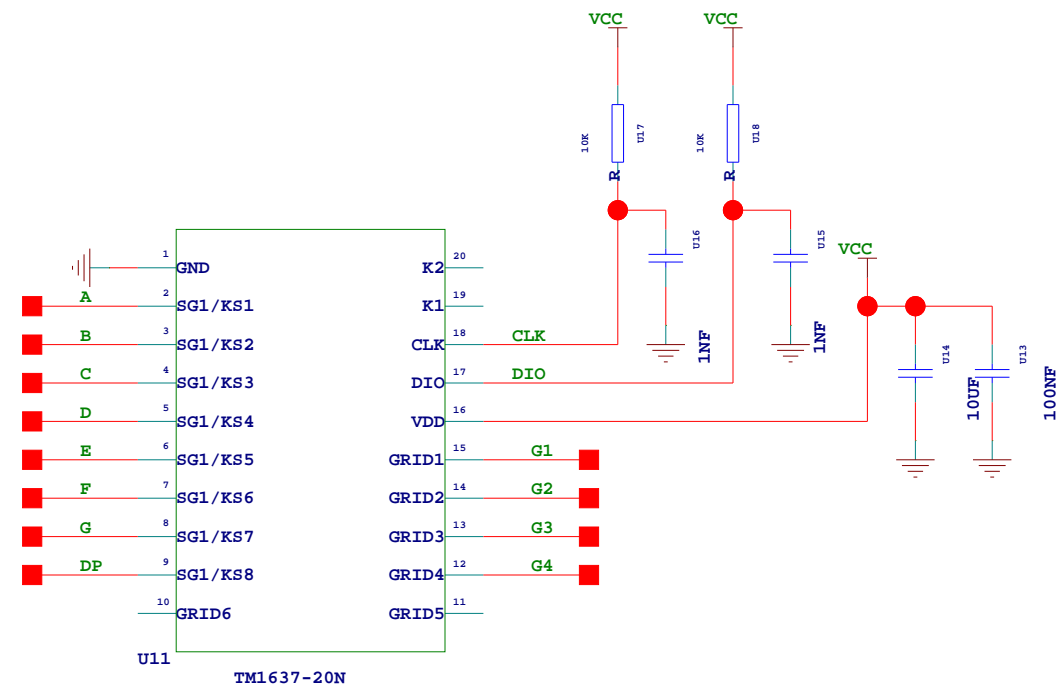 VCC VCC
10K U17 10K U18
R R
U16 U15
VCC
1NF 1NF
U14 U13
10UF 100NF
1 GND K2 20
A 2 SG1/KS1 K1 19
B 3 SG1/KS2 CLK 18 CLK
C 4 SG1/KS3 DIO 17 DIO
D 5 SG1/KS4 VDD 16
E 6 SG1/KS5 GRID1 15 G1
F 7 SG1/KS6 GRID2 14 G2
G 8 SG1/KS7 GRID3 13 G3
DP 9 SG1/KS8 GRID4 12 G4
10 GRID6 GRID5 11
U11
TM1637-20N